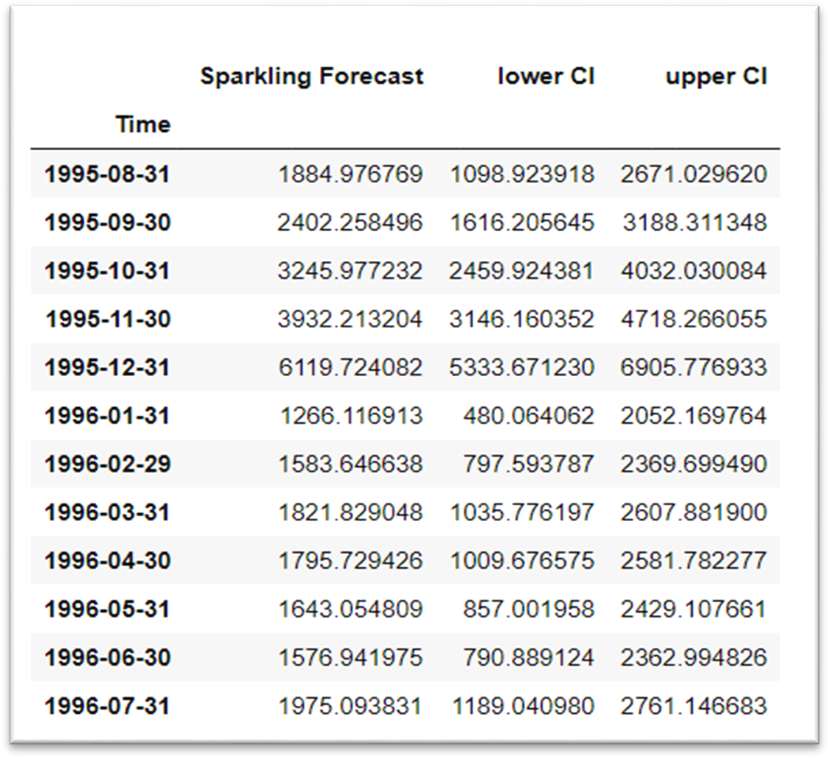 Sparkling Forecast lower CI upper CI
Time
1995-08-31 1884.976769 1098.923918 2671.029620
1995-09-30 2402.258496 1616.205645 3188.311348
1995-10-31 3245.977232 2459.924381 4032.030084
1995-11-30 3932.213204 3146.160352 4718.266055
1995-12-31 6119.724082 5333.671230 6905.776933
1996-01-31 1266.116913 480.064062 2052.169764
1996-02-29 1583.646638 797.593787 2369.699490
1996-03-31 1821.829048 1035.776197 2607.881900
1996-04-30 1795.729426 1009.676575 2581.782277
1996-05-31 1643.054809 857.001958 2429.107661
1996-06-30 1576.941975 790.889124 2362.994826
1996-07-31 1975.093831 1189.040980 2761.146683